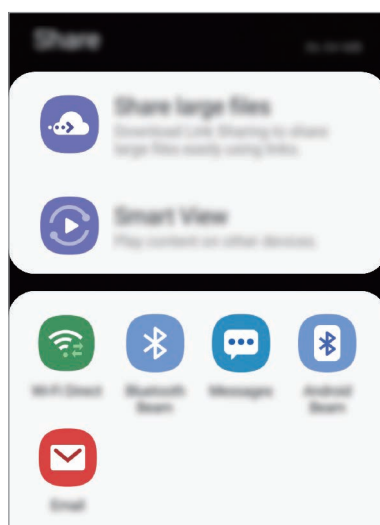 Share
Share large files
Download Link Sharing to share
large files easily using links.
Smart View
Play content on other devices.
Wi-Fi Direct
Bluetooth
Beam
Messages
Android
Beam
Email